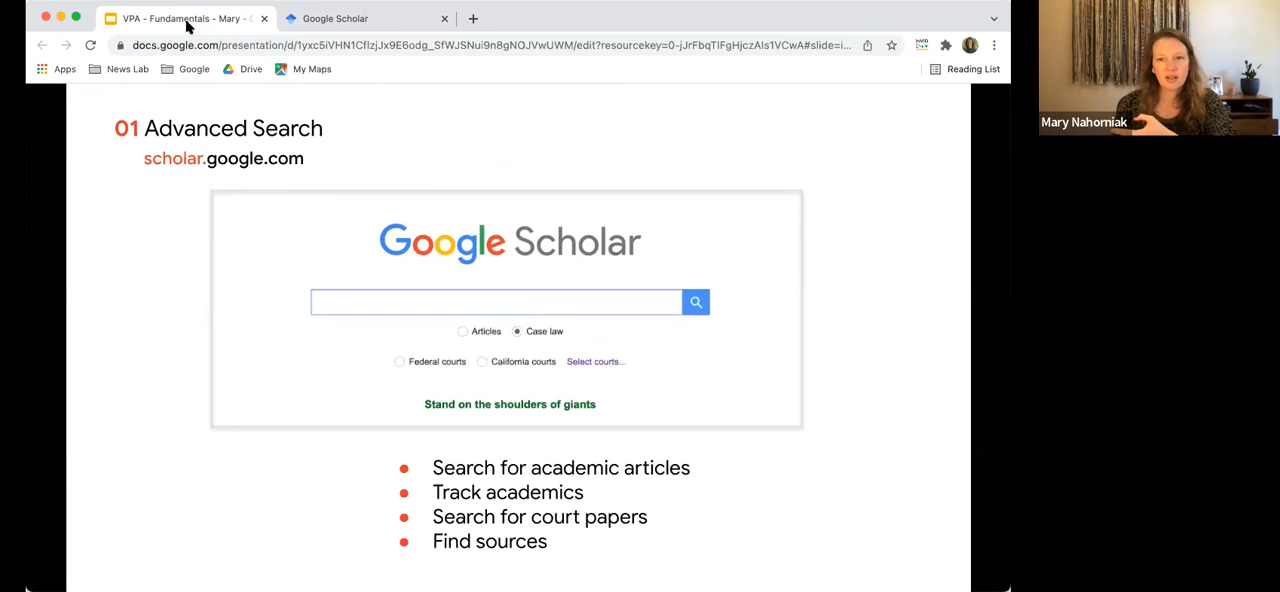 VPA - Fundamentals - Mary -
Google Scholar
docs.google.com/presentation/d/1yxc5iVHN1CfIzjJx9E6odg_SfWJSNui9n8gNOJVwUWM/edit?resourcekey=0-jJrFbqTlFgHjczAls1VCwA#slide=i...
Apps
News Lab
Google
Drive
My Maps
Reading List
Mary Nahorniak
01 Advanced Search
scholar.google.com
Google Scholar
Articles
Case law
Federal courts
California courts
Select courts...
Stand on the shoulders of giants
Search for academic articles
Track academics
Search for court papers
Find sources